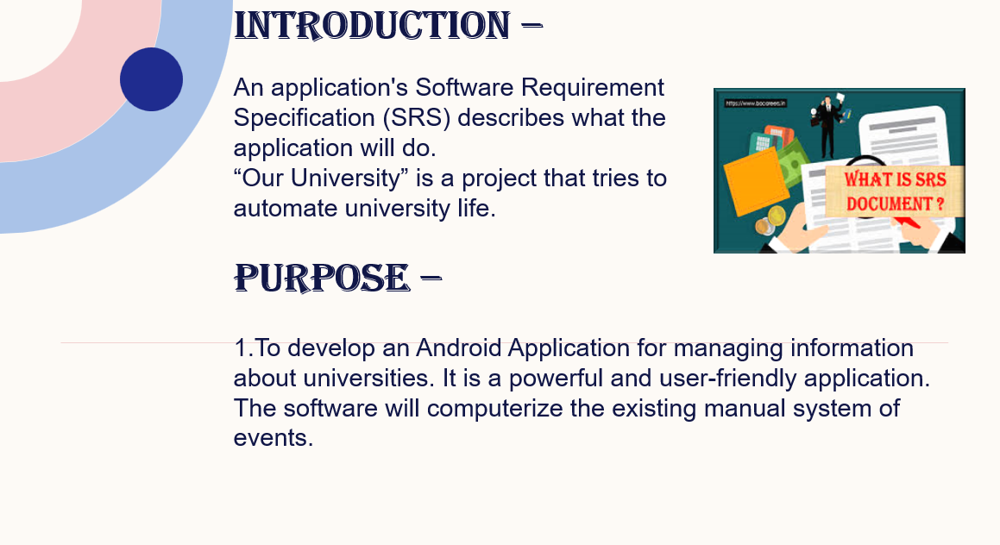 INTRODUCTION –
An application's Software Requirement
Specification (SRS) describes what the
application will do.
“Our University” is a project that tries to
automate university life.
https://www.bacareers.in
WHAT IS SRS
DOCUMENT ?
PURPOSE –
1.To develop an Android Application for managing information
about universities. It is a powerful and user-friendly application.
The software will computerize the existing manual system of
events.